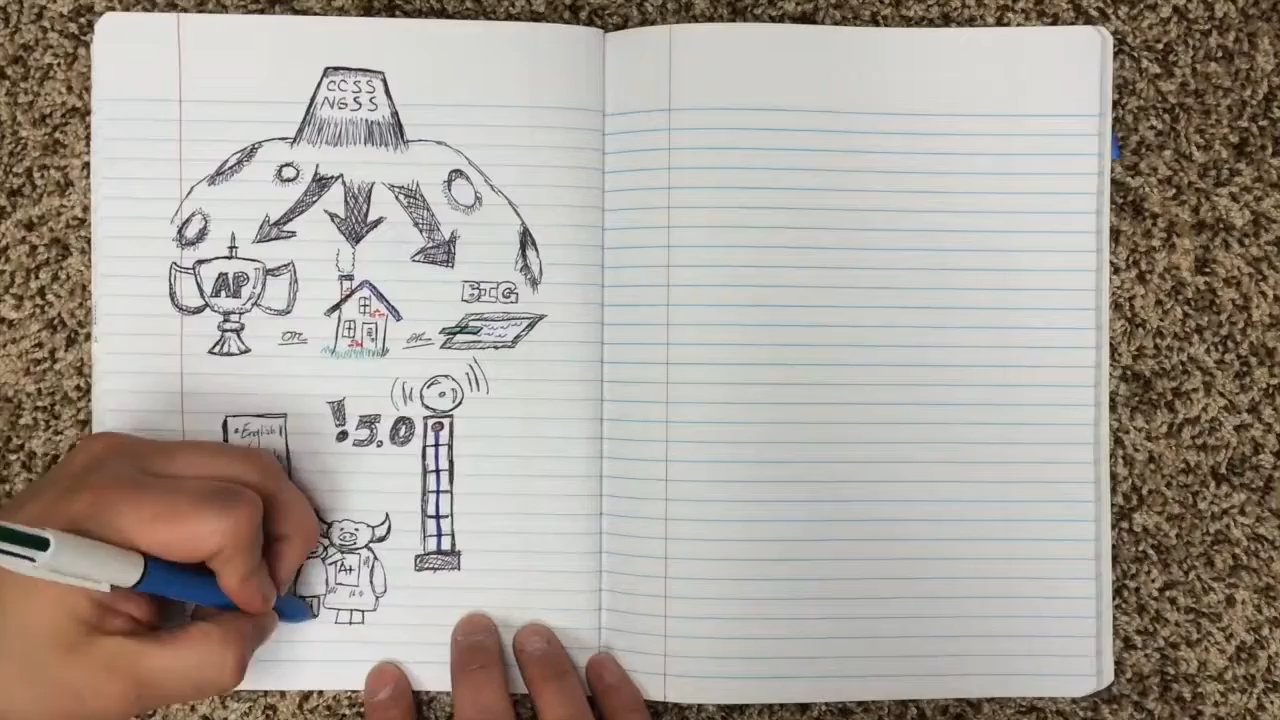 CCSS
NGSS
AP
OR
OR
BIG
!5.0
• English
A+